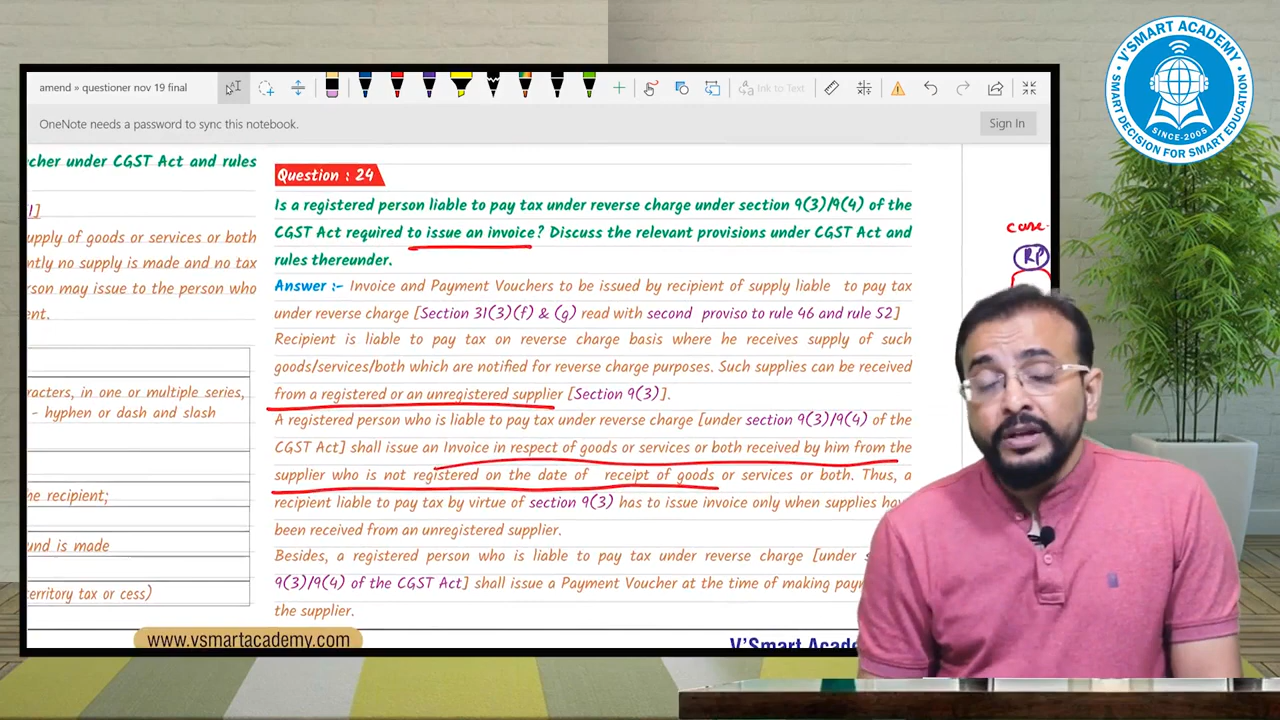 amend » questioner nov 19 final
Ink to Text
OneNote needs a password to sync this notebook.
Sign In
cher under CGST Act and rules
]
upply of goods or services or both
ntly no supply is made and no tax
rson may issue to the person who
ent.
racters, in one or multiple series,
- hyphen or dash and slash
he recipient;
und is made
territory tax or cess)
Question : 24
Is a registered person liable to pay tax under reverse charge under section 9(3)/9(4) of the
CGST Act required to issue an invoice? Discuss the relevant provisions under CGST Act and
rules thereunder.
Answer :- Invoice and Payment Vouchers to be issued by recipient of supply liable to pay tax
under reverse charge [Section 31(3)(f) & (g) read with second proviso to rule 46 and rule 52]
Recipient is liable to pay tax on reverse charge basis where he receives supply of such
goods/services/both which are notified for reverse charge purposes. Such supplies can be received
from a registered or an unregistered supplier [Section 9(3)].
A registered person who is liable to pay tax under reverse charge [under section 9(3)/9(4) of the
CGST Act] shall issue an Invoice in respect of goods or services or both received by him from the
supplier who is not registered on the date of receipt of goods or services or both. Thus, a
recipient liable to pay tax by virtue of section 9(3) has to issue invoice only when supplies hav
been received from an unregistered supplier.
Besides, a registered person who is liable to pay tax under reverse charge [under s
9(3)/9(4) of the CGST Act] shall issue a Payment Voucher at the time of making pay
the supplier.
case-
RP
www.vsmartacademy.com
V'Smart Acad
V'SMART ACADEMY
SINCE-2005
SMART DECISION FOR SMART EDUCATION